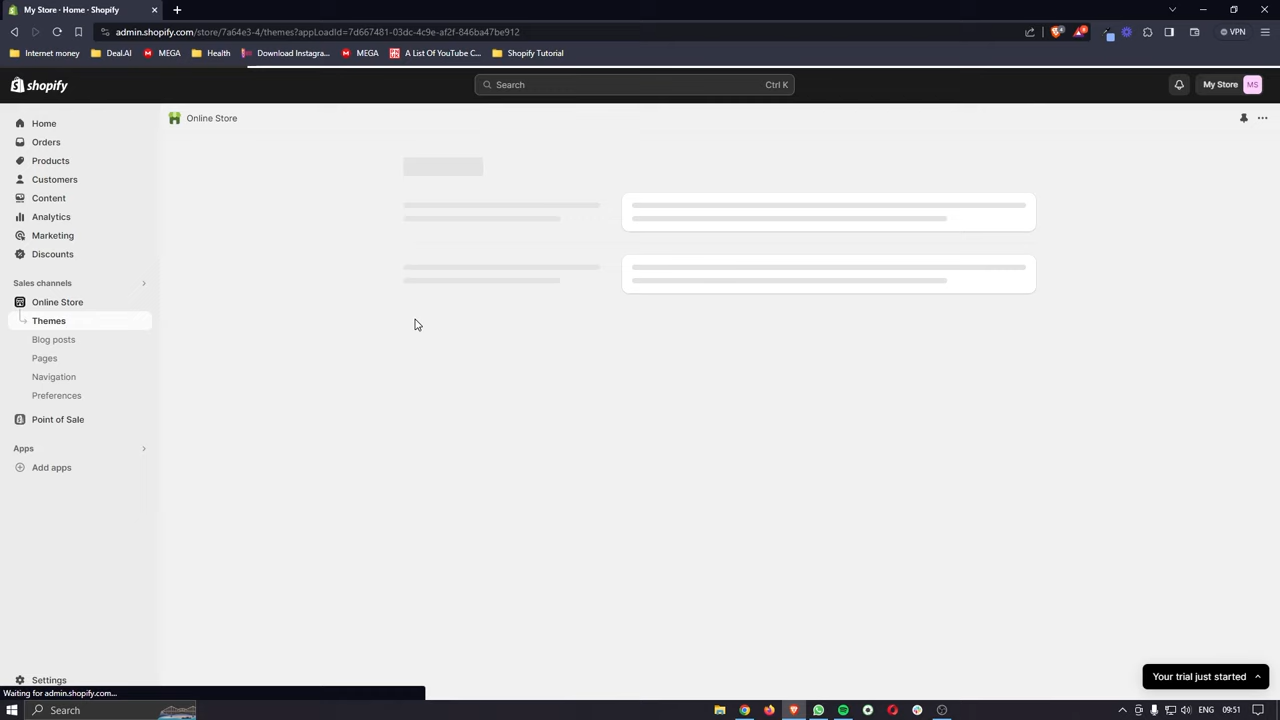 My Store - Home - Shopify
admin.shopify.com/store/7a64e3-4/themes?appLoadId=7d667481-03dc-4c9e-af2f-846ba47be912
VPN
Internet money
Deal.AI
MEGA
Health
Download Instagra...
MEGA
A List Of YouTube C...
Shopify Tutorial
shopify
Search
Ctrl K
My Store
MS
Home
Online Store
Orders
Products
Customers
Content
Analytics
Marketing
Discounts
Sales channels
Online Store
Themes
Blog posts
Pages
Navigation
Preferences
Point of Sale
Apps
Add apps
Settings
Your trial just started
Waiting for admin.shopify.com...
Search
ENG
09:51